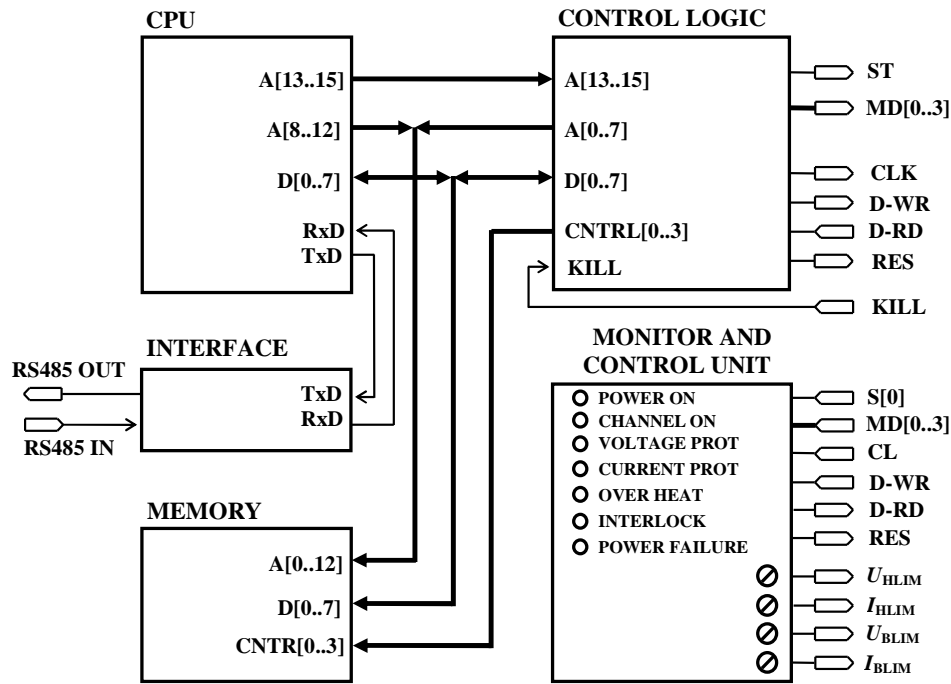 CPU
A[13..15]
A[8..12]
D[0..7]
RxD
TxD
CONTROL LOGIC
A[13..15]
A[0..7]
D[0..7]
CNTRL[0..3]
KILL
ST
MD[0..3]
CLK
D-WR
D-RD
RES
KILL
INTERFACE
TxD
RxD
RS485 OUT
RS485 IN
MEMORY
A[0..12]
D[0..7]
CNTR[0..3]
MONITOR AND
CONTROL UNIT
POWER ON
CHANNEL ON
VOLTAGE PROT
CURRENT PROT
OVER HEAT
INTERLOCK
POWER FAILURE
S[0]
MD[0..3]
CL
D-WR
D-RD
RES
UHLIM
IHLIM
UBLIM
IBLIM